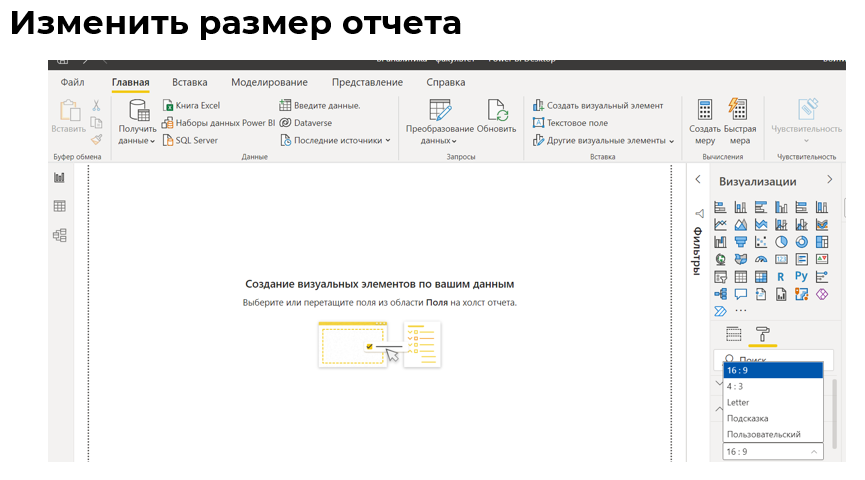 Изменить размер отчета
Файл Главная Вставка Моделирование Представление Справка
Вставить
Буфер обмена
Получить данные
Книга Excel
Наборы данных Power BI
SQL Server
Введите данные.
Dataverse
Последние источники
Данные
Преобразование данных
Обновить
Запросы
Создать визуальный элемент
Текстовое поле
Другие визуальные элементы
Вставка
Создать меру
Быстрая мера
Вычисления
Чувствительность
Чувствительность
Фильтры
Визуализации
R Py
Создание визуальных элементов по вашим данным
Выберите или перетащите поля из области Поля на холст отчета.
Поиск
16 : 9
4 : 3
Letter
Подсказка
Пользовательский
16 : 9